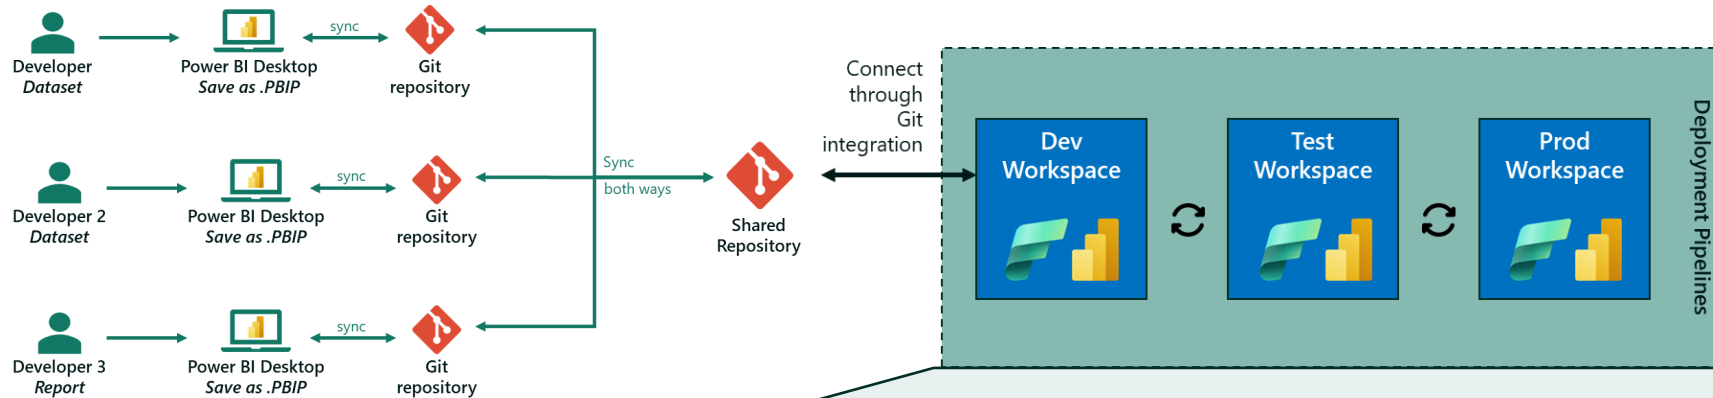 Developer
Dataset
Power BI Desktop
Save as .PBIP
sync
Git
repository
Developer 2
Dataset
Power BI Desktop
Save as .PBIP
sync
Git
repository
Developer 3
Report
Power BI Desktop
Save as .PBIP
sync
Git
repository
Sync
both ways
Shared
Repository
Connect
through
Git
integration
Dev
Workspace
Test
Workspace
Prod
Workspace
Deployment Pipelines